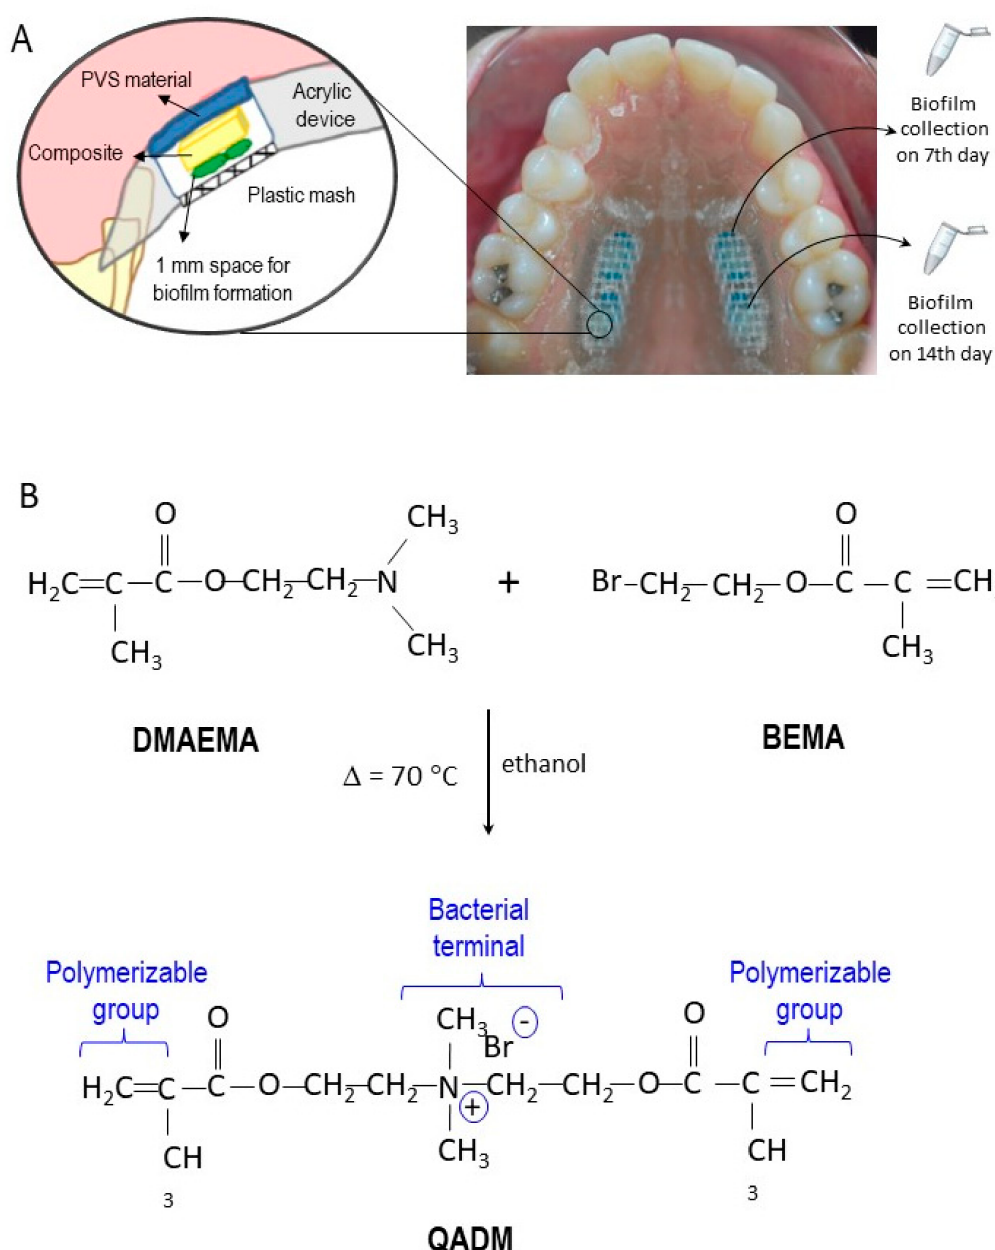 A
PVS material
Acrylic
device
Composite
Plastic mash
1 mm space for
biofilm formation
Biofilm
collection
on 7th day
Biofilm
collection
on 14th day
B
O
CH3
H2C=C—C—O—CH2—CH2—N
CH3
CH3
+
O
Br—CH2—CH2—O—C—C=CH
CH3
DMAEMA
BEMA
Δ = 70 °C
ethanol
Bacterial
terminal
Polymerizable
group
Polymerizable
group
O
CH3
Br -
O
H2C=C—C—O—CH2—CH2—N—CH2—CH2—O—C—C=CH2
+
CH
3
CH3
CH
3
QADM